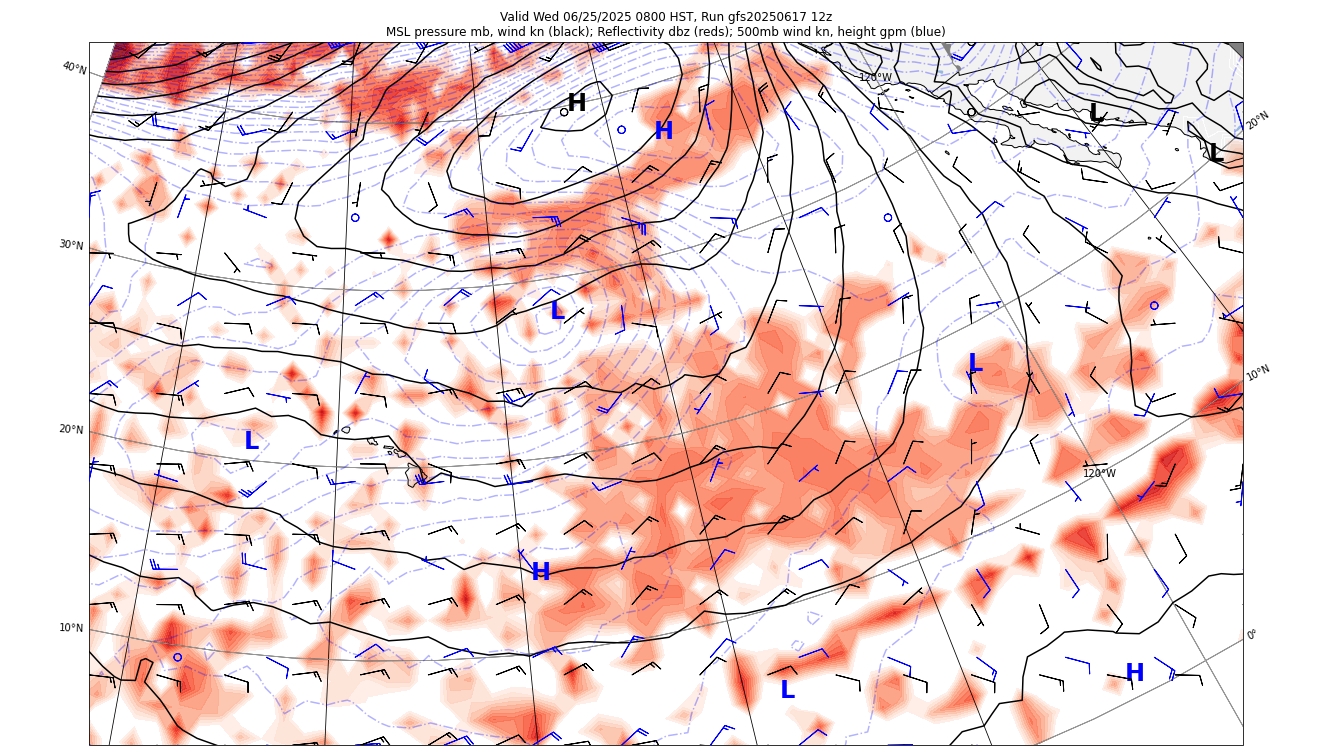 Valid Wed 06/25/2025 0800 HST, Run gfs20250617 12z
MSL pressure mb, wind kn (black); Reflectivity dbz (reds); 500mb wind kn, height gpm (blue)
40°N
120°W
H
H
L
20°N
L
30°N
L
L
10°N
20°N
L
120°W
H
10°N
0°
H
L